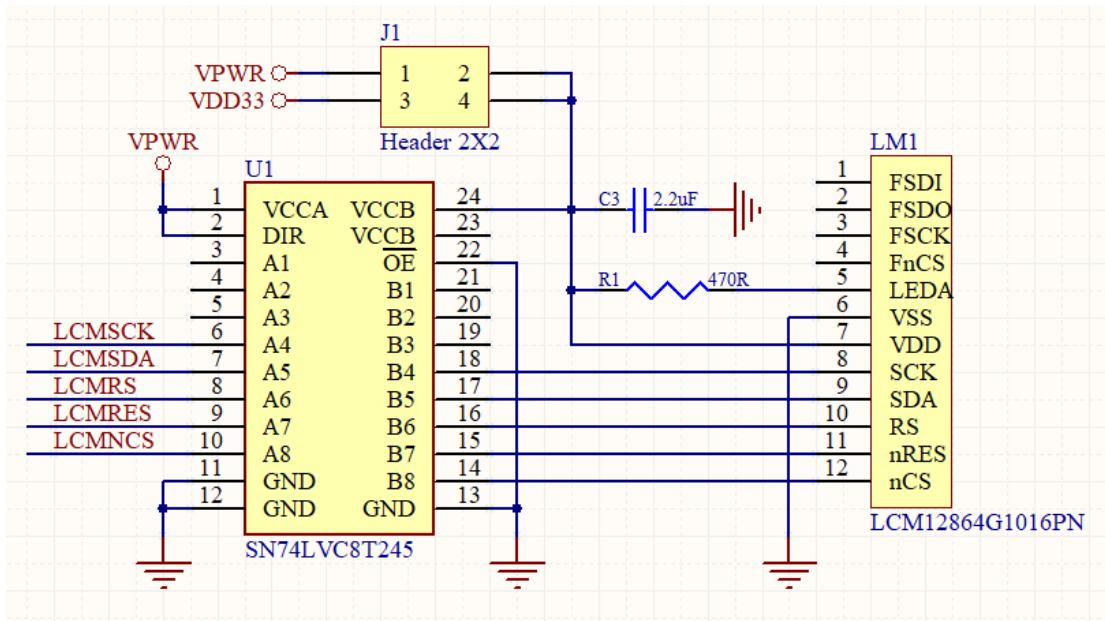 J1
VPWR 1 2
VDD33 3 4
Header 2X2
VPWR
U1
1 VCCA VCCB 24
2 DIR VCCB 23
3 A1 OE 22
4 A2 B1 21
5 A3 B2 20
LCMSCK 6 A4 B3 19
LCMSDA 7 A5 B4 18
LCMRS 8 A6 B5 17
LCMRES 9 A7 B6 16
LCMNCS 10 A8 B7 15
11 GND B8 14
12 GND GND 13
SN74LVC8T245
C3 2.2uF
R1 470R
LM1
1 FSDI
2 FSDO
3 FSCK
4 FnCS
5 LEDA
6 VSS
7 VDD
8 SCK
9 SDA
10 RS
11 nRES
12 nCS
LCM12864G1016PN